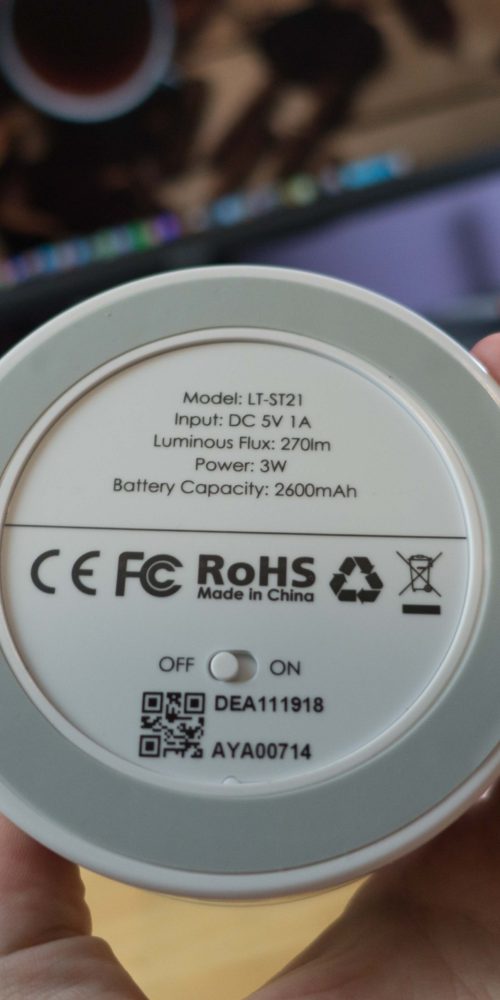 Model: LT-ST21
Input: DC 5V 1A
Luminous Flux: 270lm
Power: 3W
Battery Capacity: 2600mAh
CE FC RoHS
Made in China
OFF ON
DEA111918
AYA00714